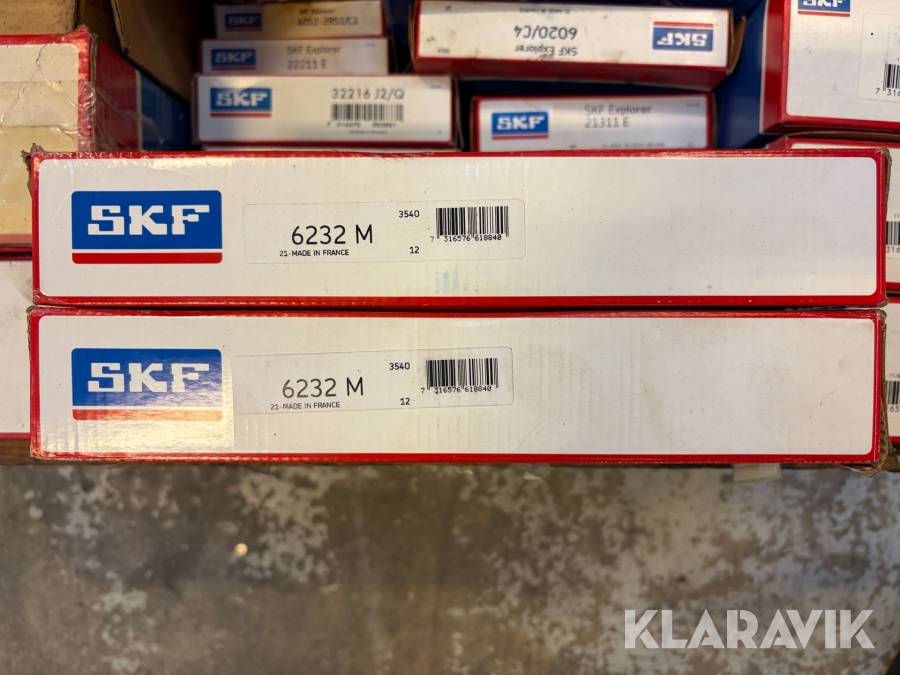 SKF Explorer
6052-2RS1/C3
SKF Explorer
22211 E
SKF
32216 J2/Q
SKF Explorer
6020/C4
SKF
SKF
SKF Explorer
21311 E
SKF
SKF
6232 M
21-MADE IN FRANCE
3540
12
7 316576 618840
SKF
6232 M
21-MADE IN FRANCE
3540
12
7 316576 618840
KLARAVIK